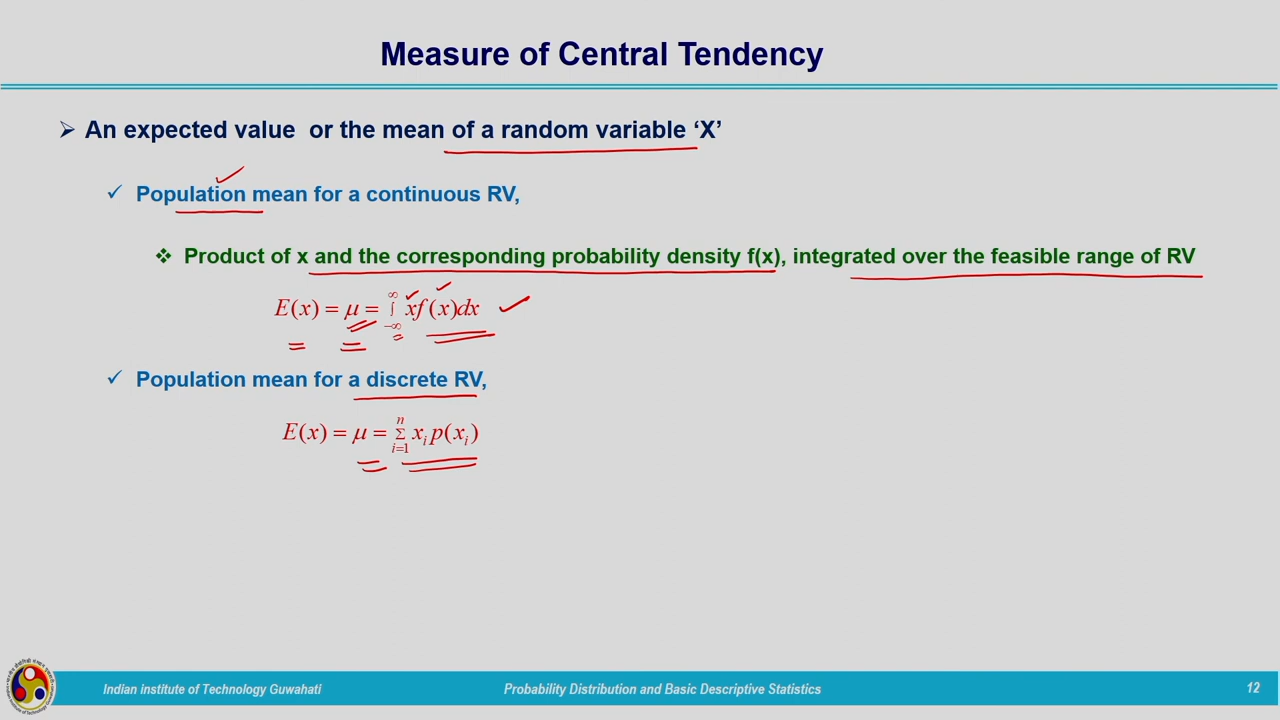 Measure of Central Tendency
➢ An expected value or the mean of a random variable ‘X’
✓ Population mean for a continuous RV,
❖ Product of x and the corresponding probability density f(x), integrated over the feasible range of RV
E(x) = μ = ∫_{−∞}^{∞} xf(x)dx
✓ Population mean for a discrete RV,
E(x) = μ = Σ_{i=1}^{n} x_i p(x_i)
Indian institute of Technology Guwahati
Probability Distribution and Basic Descriptive Statistics
12